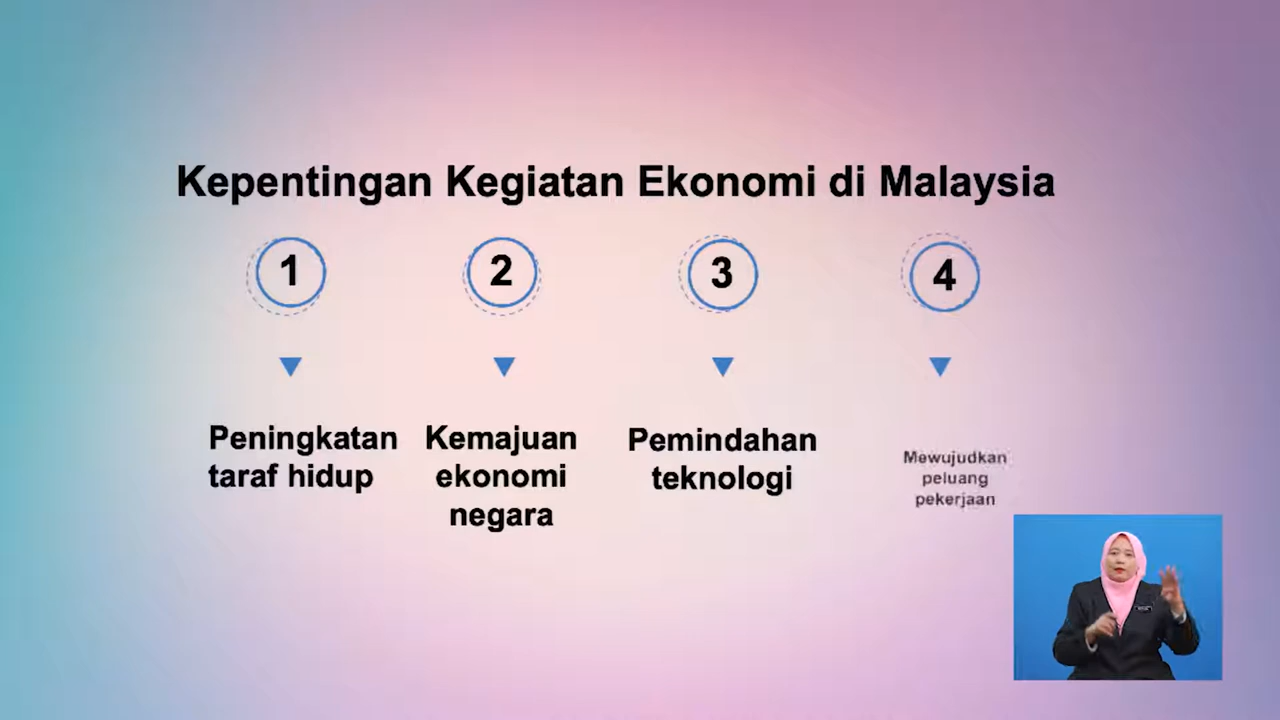 Kepentingan Kegiatan Ekonomi di Malaysia
1
2
3
4
Peningkatan
taraf hidup
Kemajuan
ekonomi
negara
Pemindahan
teknologi
Mewujudkan
peluang
pekerjaan